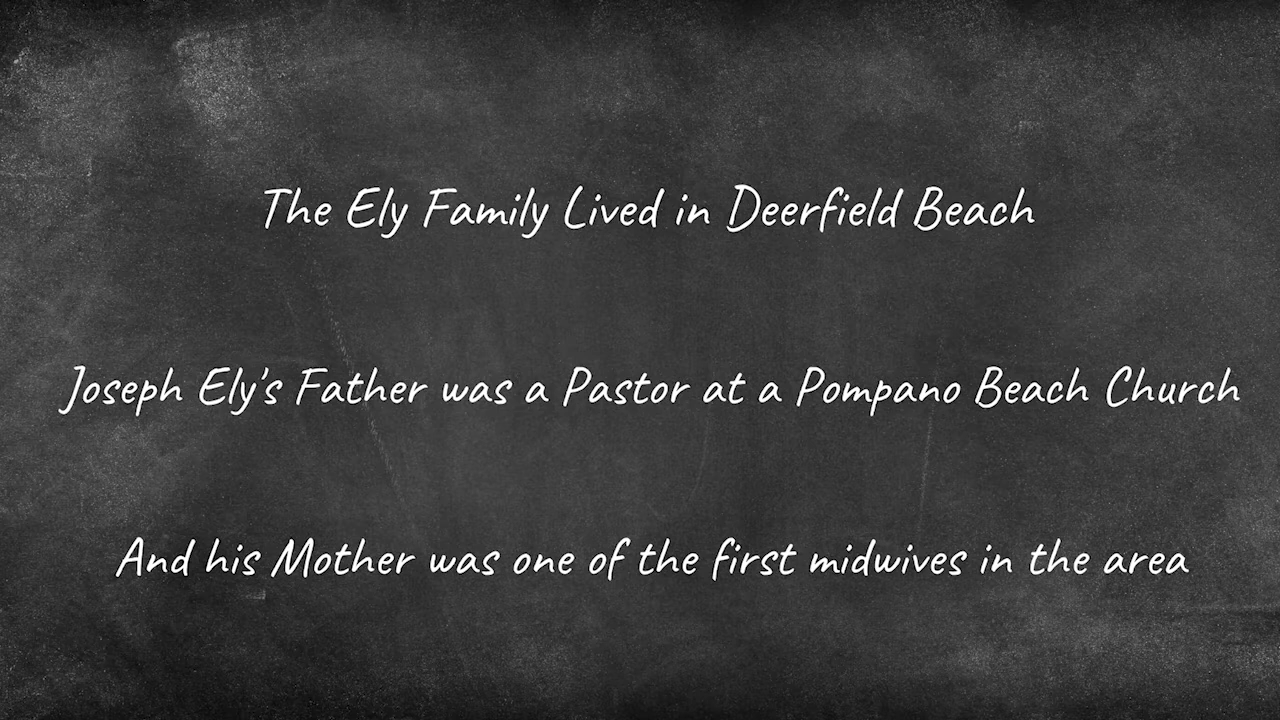 The Ely Family Lived in Deerfield Beach
Joseph Ely's Father was a Pastor at a Pompano Beach Church
And his Mother was one of the first midwives in the area